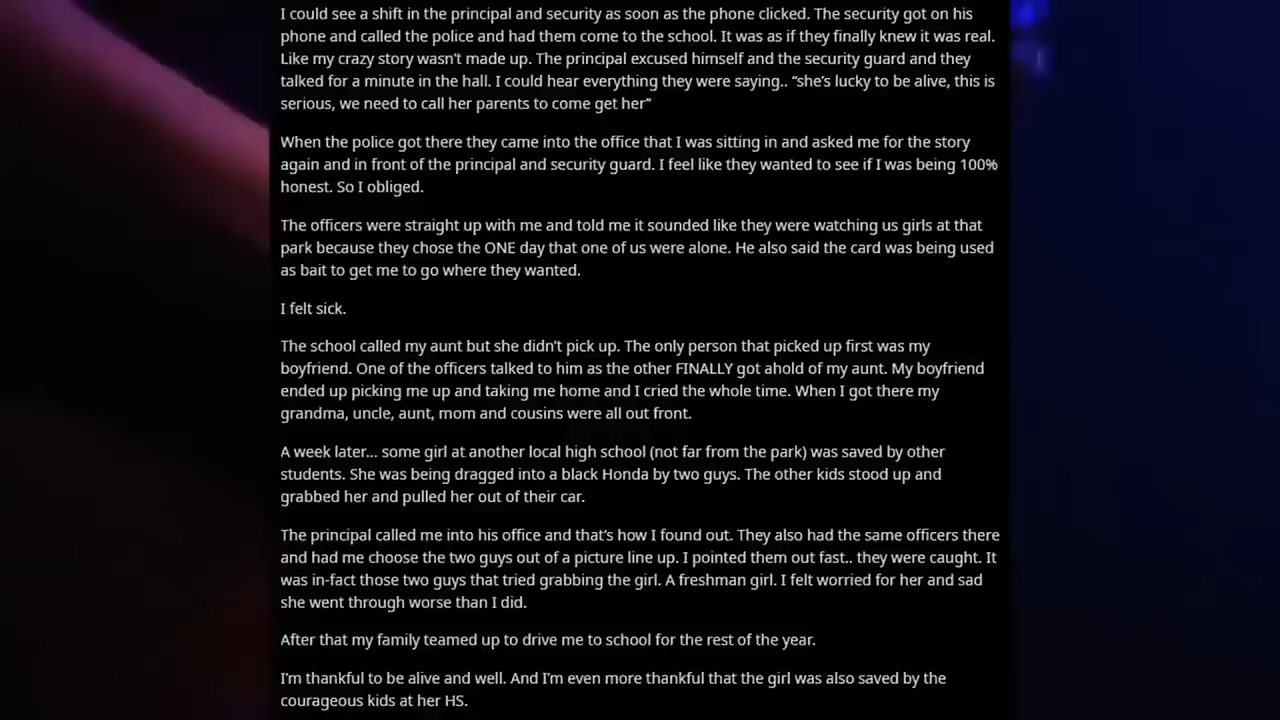 I could see a shift in the principal and security as soon as the phone clicked. The security got on his
phone and called the police and had them come to the school. It was as if they finally knew it was real.
Like my crazy story wasn't made up. The principal excused himself and the security guard and they
talked for a minute in the hall. I could hear everything they were saying.. “she’s lucky to be alive, this is
serious, we need to call her parents to come get her”
When the police got there they came into the office that I was sitting in and asked me for the story
again and in front of the principal and security guard. I feel like they wanted to see if I was being 100%
honest. So I obliged.
The officers were straight up with me and told me it sounded like they were watching us girls at that
park because they chose the ONE day that one of us were alone. He also said the card was being used
as bait to get me to go where they wanted.
I felt sick.
The school called my aunt but she didn’t pick up. The only person that picked up first was my
boyfriend. One of the officers talked to him as the other FINALLY got ahold of my aunt. My boyfriend
ended up picking me up and taking me home and I cried the whole time. When I got there my
grandma, uncle, aunt, mom and cousins were all out front.
A week later... some girl at another local high school (not far from the park) was saved by other
students. She was being dragged into a black Honda by two guys. The other kids stood up and
grabbed her and pulled her out of their car.
The principal called me into his office and that’s how I found out. They also had the same officers there
and had me choose the two guys out of a picture line up. I pointed them out fast.. they were caught. It
was in-fact those two guys that tried grabbing the girl. A freshman girl. I felt worried for her and sad
she went through worse than I did.
After that my family teamed up to drive me to school for the rest of the year.
I’m thankful to be alive and well. And I’m even more thankful that the girl was also saved by the
courageous kids at her HS.